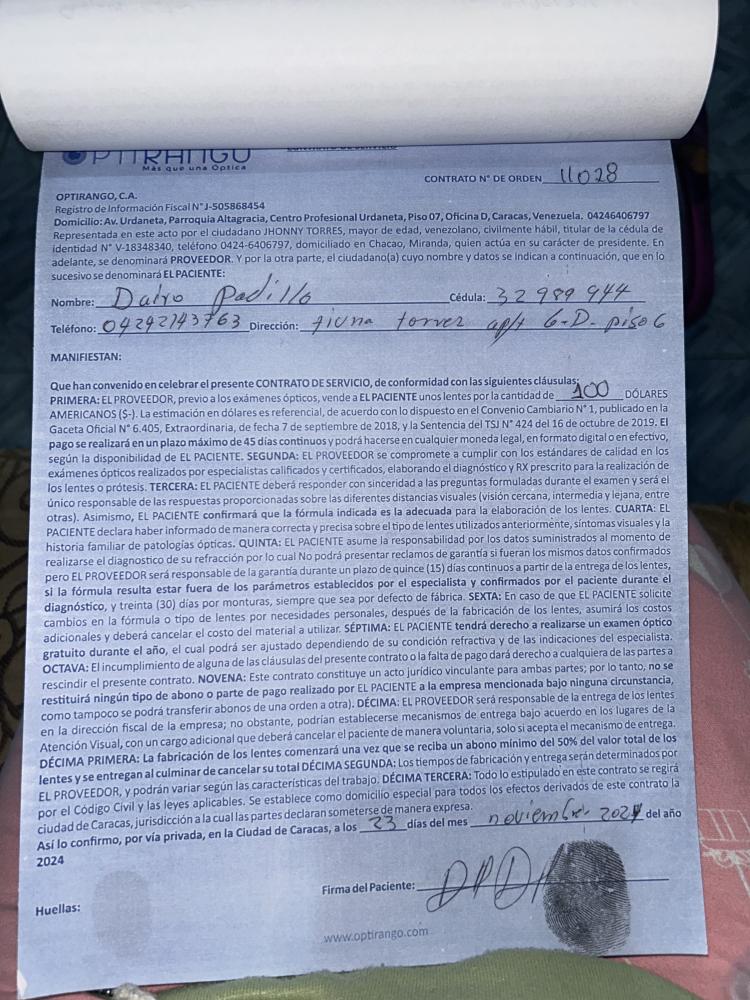 OPTIRANGO
Más que una Óptica
CONTRATO N° DE ORDEN 11028
OPTIRANGO, C.A.
Registro de Información Fiscal N°J-505868454
Domicilio: Av. Urdaneta, Parroquia Altagracia, Centro Profesional Urdaneta, Piso 07, Oficina D, Caracas, Venezuela. 04246406797
Representada en este acto por el ciudadano JHONNY TORRES, mayor de edad, venezolano, civilmente hábil, titular de la cédula de
identidad N° V-18348340, teléfono 0424-6406797, domiciliado en Chacao, Miranda, quien actúa en su carácter de presidente. En
adelante, se denominará PROVEEDOR. Y por la otra parte, el ciudadano(a) cuyo nombre y datos se indican a continuación, que en lo
sucesivo se denominará EL PACIENTE:
Nombre: Dairo Padillo Cédula: 32989944
Teléfono: 04242143763 Dirección: tiuna torres apt 6-D- piso 6
MANIFIESTAN:
Que han convenido en celebrar el presente CONTRATO DE SERVICIO, de conformidad con las siguientes cláusulas:
PRIMERA: EL PROVEEDOR, previo a los exámenes ópticos, vende a EL PACIENTE unos lentes por la cantidad de 100 DÓLARES
AMERICANOS ($-). La estimación en dólares es referencial, de acuerdo con lo dispuesto en el Convenio Cambiario N° 1, publicado en la
Gaceta Oficial N° 6.405, Extraordinaria, de fecha 7 de septiembre de 2018, y la Sentencia del TSJ N° 424 del 16 de octubre de 2019. El
pago se realizará en un plazo máximo de 45 días continuos y podrá hacerse en cualquier moneda legal, en formato digital o en efectivo,
según la disponibilidad de EL PACIENTE. SEGUNDA: EL PROVEEDOR se compromete a cumplir con los estándares de calidad en los
exámenes ópticos realizados por especialistas calificados y certificados, elaborando el diagnóstico y RX prescrito para la realización de
los lentes o prótesis. TERCERA: EL PACIENTE deberá responder con sinceridad a las preguntas formuladas durante el examen y será el
único responsable de las respuestas proporcionadas sobre las diferentes distancias visuales (visión cercana, intermedia y lejana, entre
otras). Asimismo, EL PACIENTE confirmará que la fórmula indicada es la adecuada para la elaboración de los lentes. CUARTA: EL
PACIENTE declara haber informado de manera correcta y precisa sobre el tipo de lentes utilizados anteriormente, síntomas visuales y la
historia familiar de patologías ópticas. QUINTA: EL PACIENTE asume la responsabilidad por los datos suministrados al momento de
realizarse el diagnostico de su refracción por lo cual No podrá presentar reclamos de garantía si fueran los mismos datos confirmados
pero EL PROVEEDOR será responsable de la garantía durante un plazo de quince (15) días continuos a partir de la entrega de los lentes,
si la fórmula resulta estar fuera de los parámetros establecidos por el especialista y confirmados por el paciente durante el
diagnóstico, y treinta (30) días por monturas, siempre que sea por defecto de fábrica. SEXTA: En caso de que EL PACIENTE solicite
cambios en la fórmula o tipo de lentes por necesidades personales, después de la fabricación de los lentes, asumirá los costos
adicionales y deberá cancelar el costo del material a utilizar. SÉPTIMA: EL PACIENTE tendrá derecho a realizarse un examen óptico
gratuito durante el año, el cual podrá ser ajustado dependiendo de su condición refractiva y de las indicaciones del especialista.
OCTAVA: El incumplimiento de alguna de las cláusulas del presente contrato o la falta de pago dará derecho a cualquiera de las partes a
rescindir el presente contrato. NOVENA: Este contrato constituye un acto jurídico vinculante para ambas partes; por lo tanto, no se
restituirá ningún tipo de abono o parte de pago realizado por EL PACIENTE a la empresa mencionada bajo ninguna circunstancia,
como tampoco se podrá transferir abonos de una orden a otra). DÉCIMA: EL PROVEEDOR será responsable de la entrega de los lentes
en la dirección fiscal de la empresa; no obstante, podrían establecerse mecanismos de entrega bajo acuerdo en los lugares de la
Atención Visual, con un cargo adicional que deberá cancelar el paciente de manera voluntaria, solo si acepta el mecanismo de entrega.
DÉCIMA PRIMERA: La fabricación de los lentes comenzará una vez que se reciba un abono mínimo del 50% del valor total de los
lentes y se entregan al culminar de cancelar su total DÉCIMA SEGUNDA: Los tiempos de fabricación y entrega serán determinados por
EL PROVEEDOR, y podrán variar según las características del trabajo. DÉCIMA TERCERA: Todo lo estipulado en este contrato se regirá
por el Código Civil y las leyes aplicables. Se establece como domicilio especial para todos los efectos derivados de este contrato la
ciudad de Caracas, jurisdicción a la cual las partes declaran someterse de manera expresa.
Así lo confirmo, por vía privada, en la Ciudad de Caracas, a los 23 días del mes noviembre 2024 del año
2024
Firma del Paciente:
Huellas:
www.optirango.com